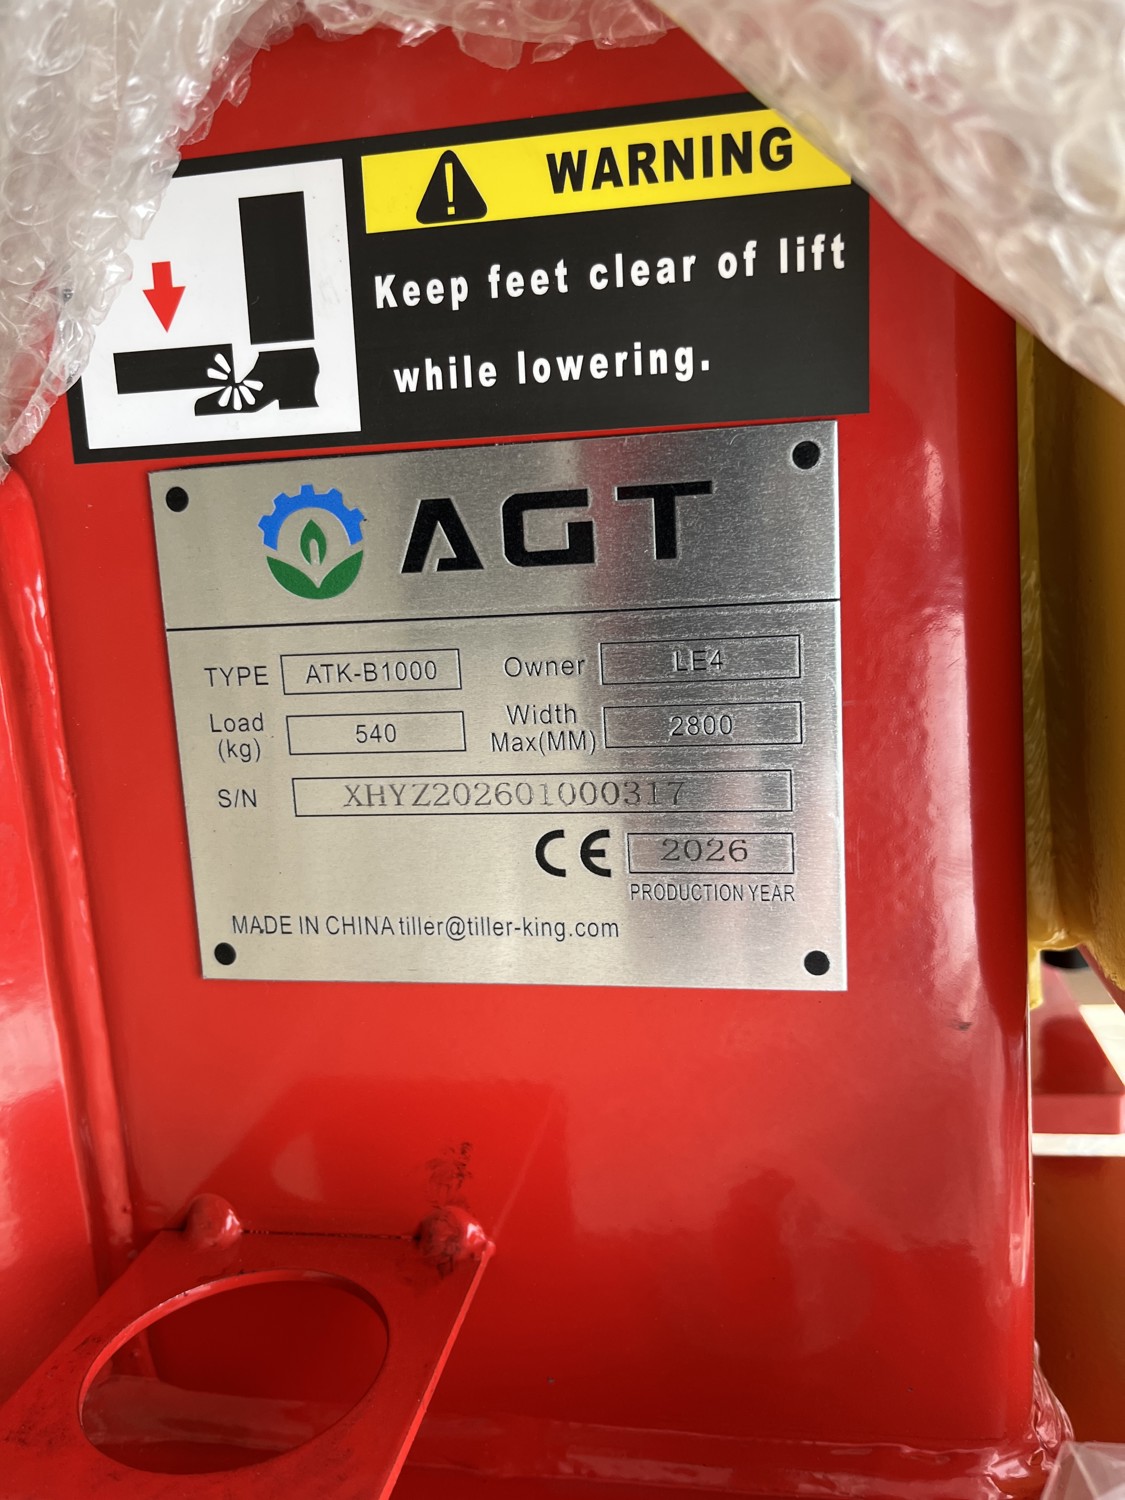 WARNING
Keep feet clear of lift
while lowering.
AGT
TYPE ATK-B1000 Owner LE4
Load (kg) 540 Width Max(MM) 2800
S/N XHYZ202601000317
CE 2026
PRODUCTION YEAR
MADE IN CHINA tiller@tiller-king.com